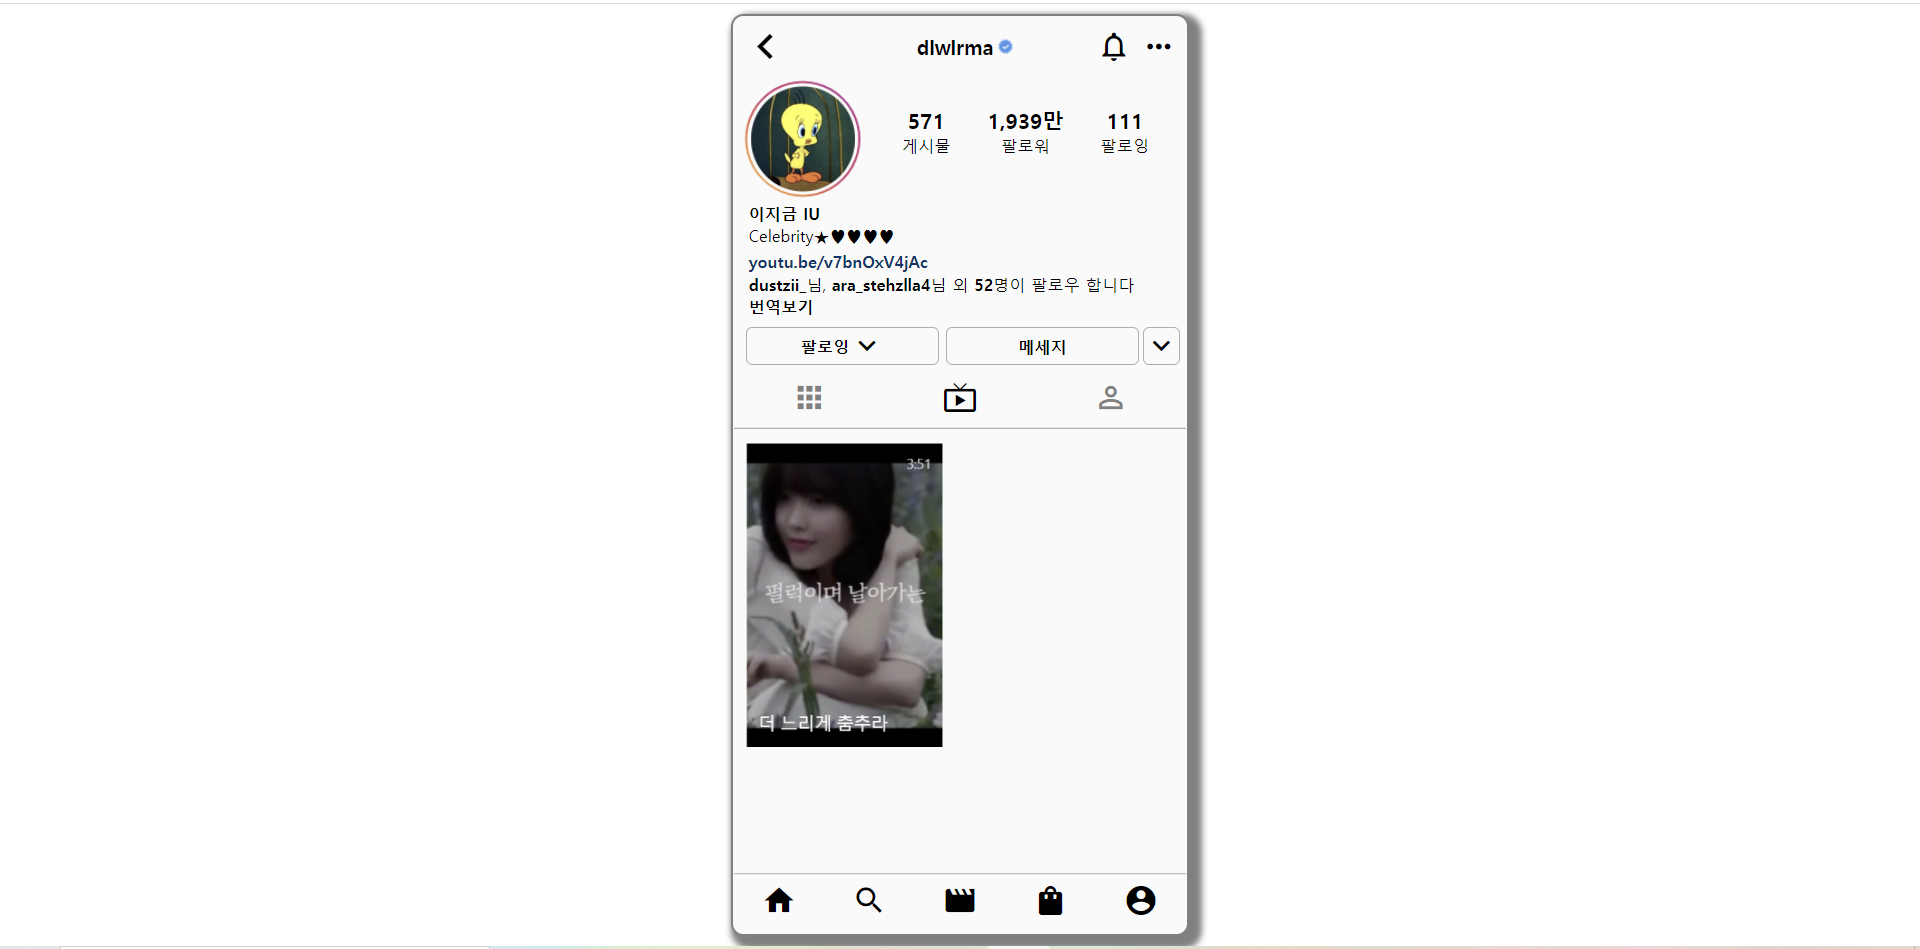 dlwlrma
571 1,939만 111
게시물 팔로워 팔로잉
이지금 IU
Celebrity★♥♥♥♥
youtu.be/v7bnOxV4jAc
dustzii_님, ara_stehzlla4님 외 52명이 팔로우 합니다
번역보기
팔로잉 메세지
3:51
펄럭이며 날아가는
더 느리게 춤추라